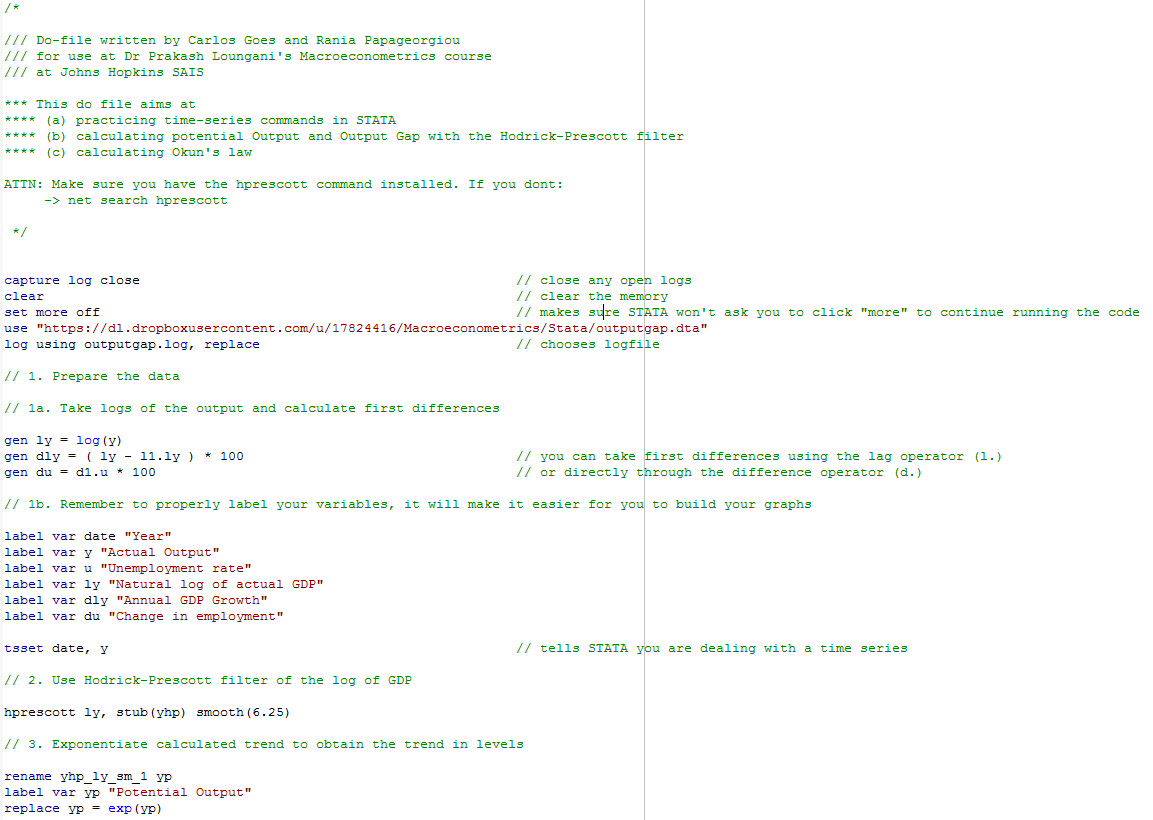 /*
/// Do-file written by Carlos Goes and Rania Papageorgiou
/// for use at Dr Prakash Loungani's Macroeconometrics course
/// at Johns Hopkins SAIS
*** This do file aims at
**** (a) practicing time-series commands in STATA
**** (b) calculating potential Output and Output Gap with the Hodrick-Prescott filter
**** (c) calculating Okun's law
ATTN: Make sure you have the hprescott command installed. If you dont:
-> net search hprescott
*/
capture log close // close any open logs
clear // clear the memory
set more off // makes sure STATA won't ask you to click "more" to continue running the code
use "https://dl.dropboxusercontent.com/u/17824416/Macroeconometrics/Stata/outputgap.dta"
log using outputgap.log, replace // chooses logfile
// 1. Prepare the data
// 1a. Take logs of the output and calculate first differences
gen ly = log(y)
gen dly = ( ly - l1.ly ) * 100 // you can take first differences using the lag operator (l.)
gen du = d1.u * 100 // or directly through the difference operator (d.)
// 1b. Remember to properly label your variables, it will make it easier for you to build your graphs
label var date "Year"
label var y "Actual Output"
label var u "Unemployment rate"
label var ly "Natural log of actual GDP"
label var dly "Annual GDP Growth"
label var du "Change in employment"
tsset date, y // tells STATA you are dealing with a time series
// 2. Use Hodrick-Prescott filter of the log of GDP
hprescott ly, stub(yhp) smooth(6.25)
// 3. Exponentiate calculated trend to obtain the trend in levels
rename yhp_ly_sm_1 yp
label var yp "Potential Output"
replace yp = exp(yp)